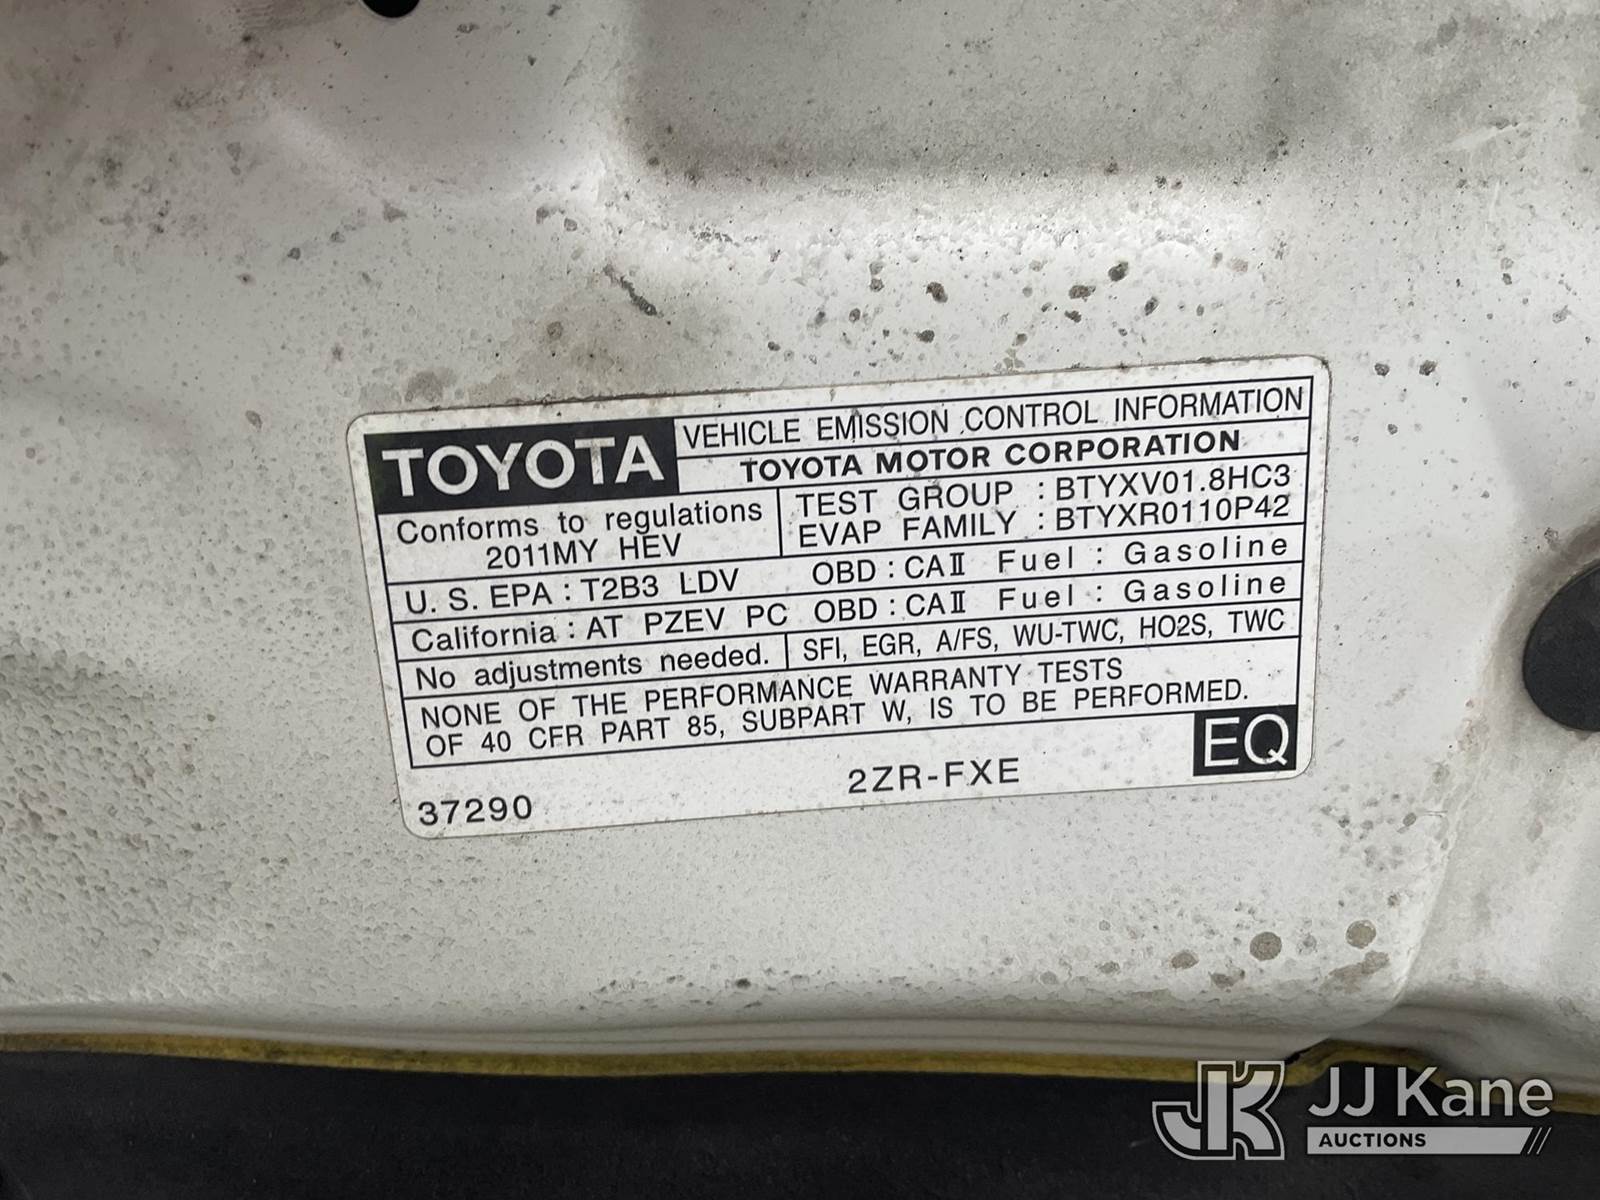 TOYOTA
VEHICLE EMISSION CONTROL INFORMATION
TOYOTA MOTOR CORPORATION
Conforms to regulations
2011MY HEV
TEST GROUP : BTYXV01.8HC3
EVAP FAMILY : BTYXR0110P42
U. S. EPA : T2B3 LDV OBD : CAⅡ Fuel : Gasoline
California : AT PZEV PC OBD : CAⅡ Fuel : Gasoline
No adjustments needed. SFI, EGR, A/FS, WU-TWC, HO2S, TWC
NONE OF THE PERFORMANCE WARRANTY TESTS
OF 40 CFR PART 85, SUBPART W, IS TO BE PERFORMED.
37290
2ZR-FXE
EQ
JK
JJ Kane
AUCTIONS